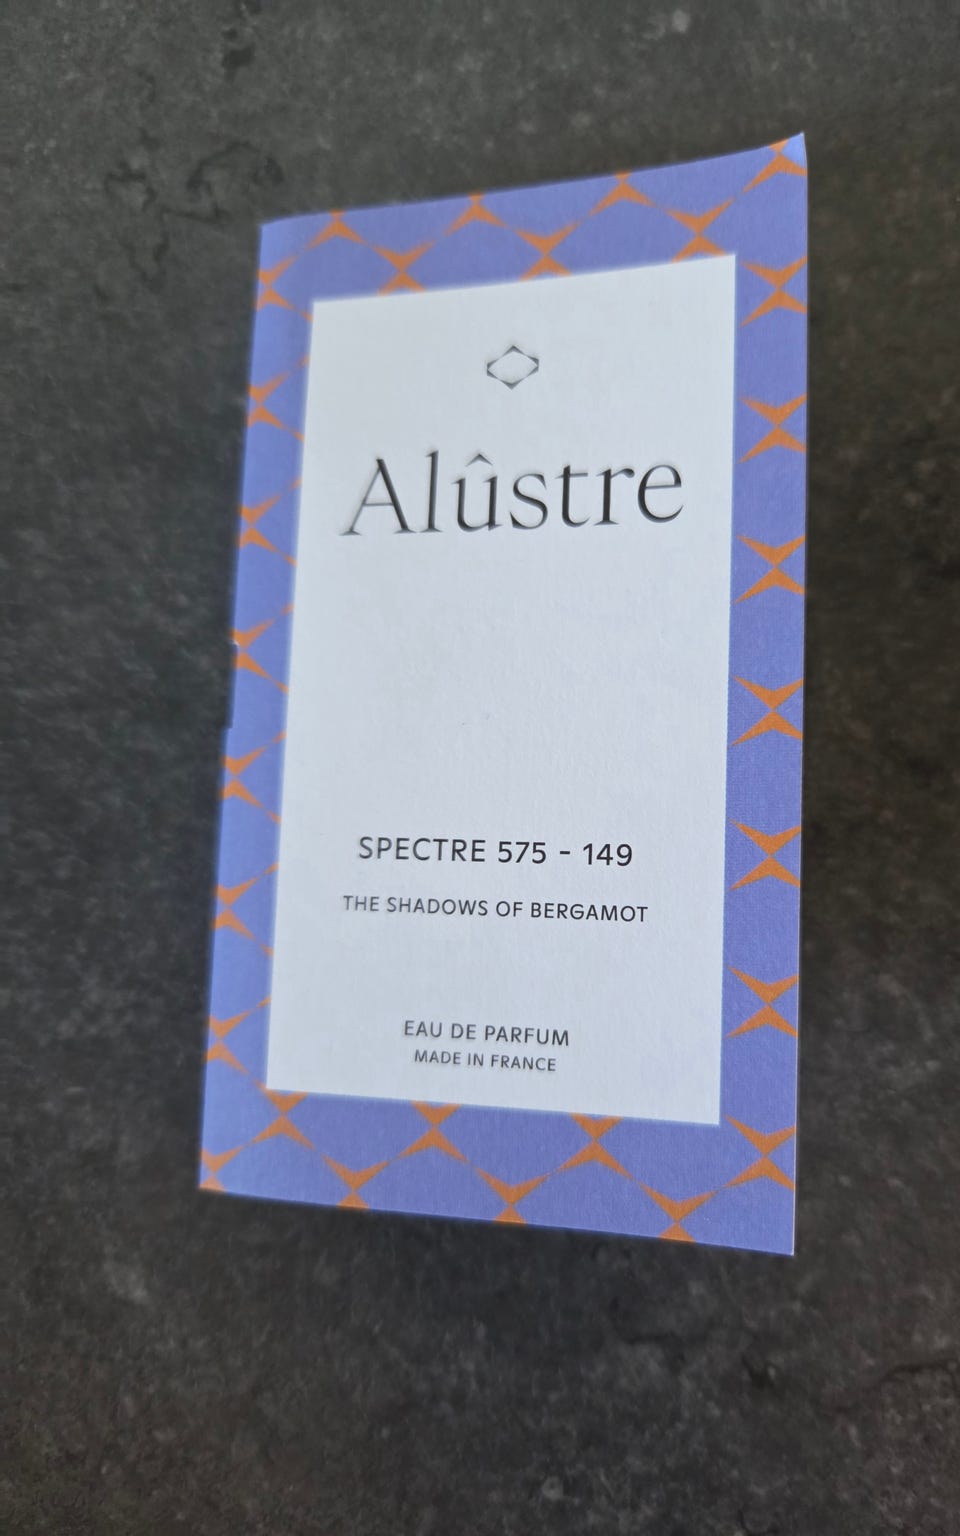 Alûstre
SPECTRE 575 - 149
THE SHADOWS OF BERGAMOT
EAU DE PARFUM
MADE IN FRANCE